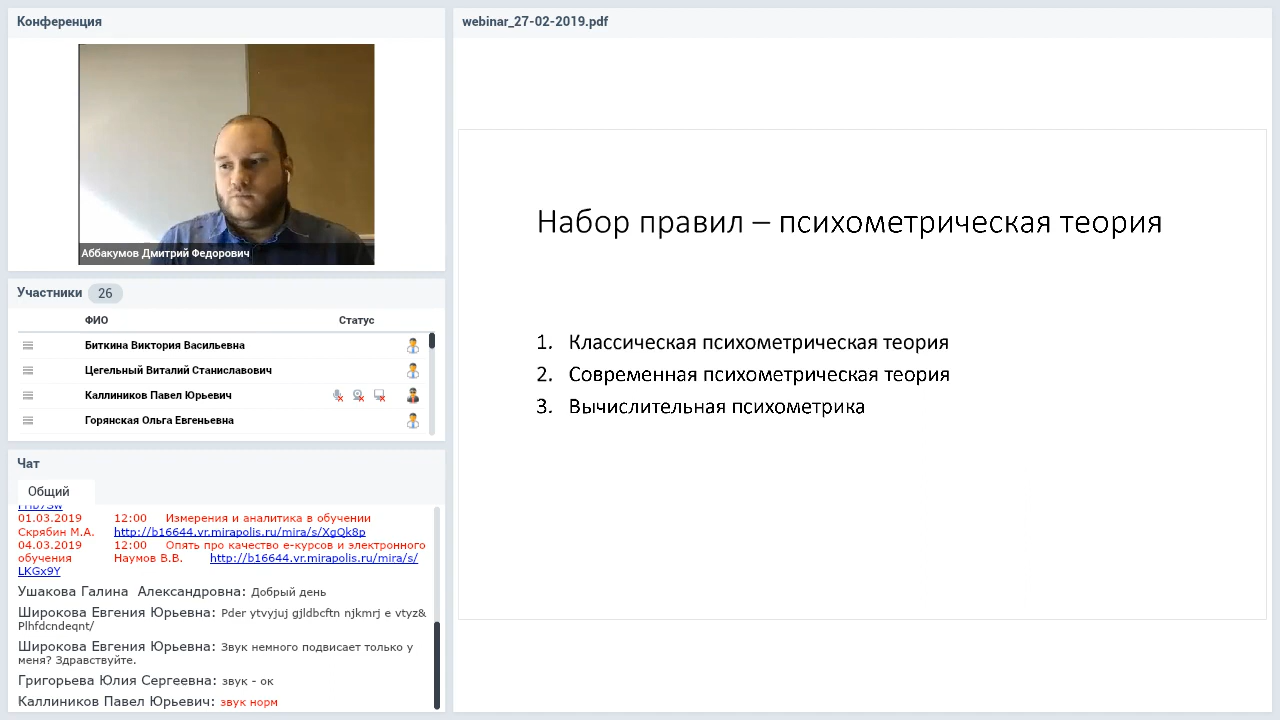 Конференция
Аббакумов Дмитрий Федорович
Участники 26
ФИО Статус
Биткина Виктория Васильевна
Цегельный Виталий Станиславович
Каллиников Павел Юрьевич
Горянская Ольга Евгеньевна
Чат
Общий
01.03.2019 12:00 Измерения и аналитика в обучении
Скрябин М.А. http://b16644.vr.mirapolis.ru/mira/s/XgQk8p
04.03.2019 12:00 Опять про качество е-курсов и электронного
обучения Наумов В.В. http://b16644.vr.mirapolis.ru/mira/s/
LKGx9Y
Ушакова Галина Александровна: Добрый день
Широкова Евгения Юрьевна: Pder ytvyjuj gjldbcftn njkmrj e vtyz&
Plhfdcndeqnt/
Широкова Евгения Юрьевна: Звук немного подвисает только у
меня? Здравствуйте.
Григорьева Юлия Сергеевна: звук - ок
Каллиников Павел Юрьевич: звук норм
webinar_27-02-2019.pdf
Набор правил – психометрическая теория
1. Классическая психометрическая теория
2. Современная психометрическая теория
3. Вычислительная психометрика